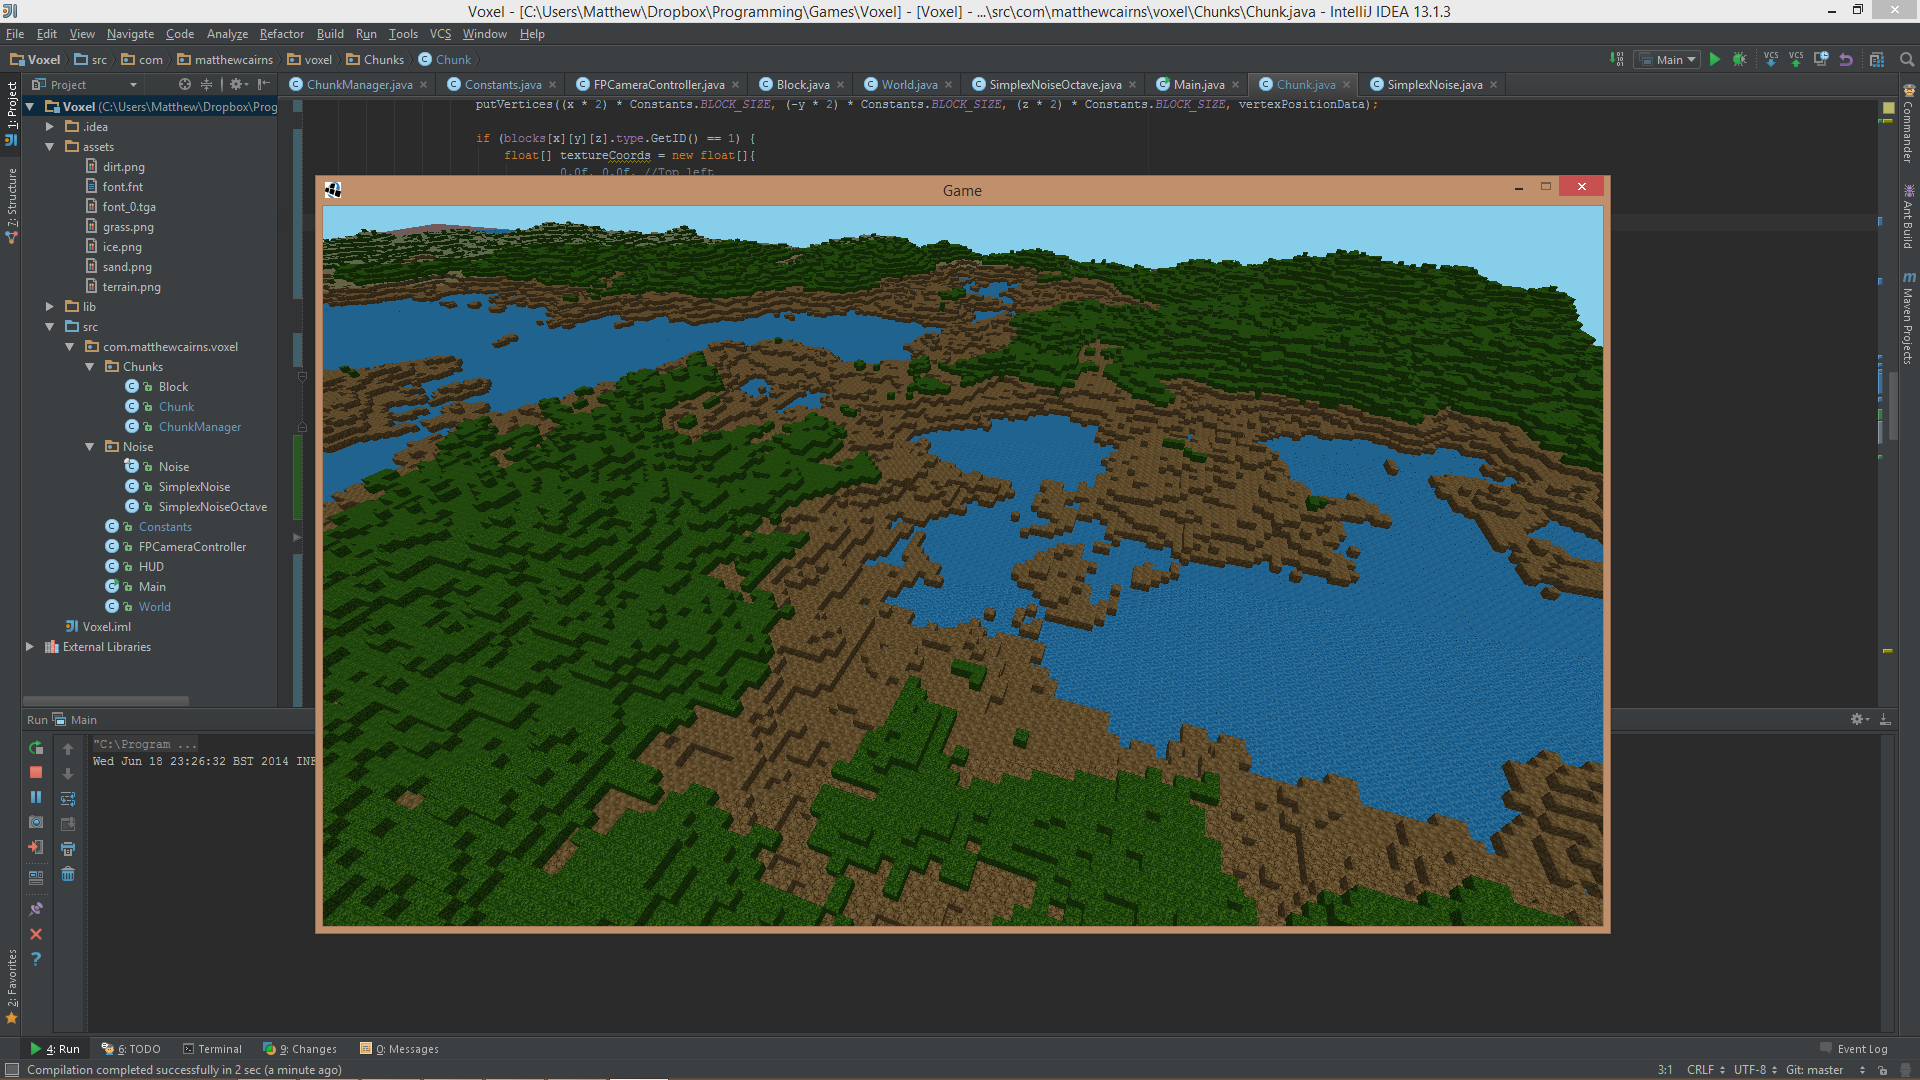 Voxel - [C:\Users\Matthew\Dropbox\Programming\Games\Voxel] - [Voxel] - ...\src\com\matthewcairns\voxel\Chunks\Chunk.java - IntelliJ IDEA 13.1.3
File Edit View Navigate Code Analyze Refactor Build Run Tools VCS Window Help
Voxel src com matthewcairns voxel Chunks Chunk
Main
VCS VCS
Project
ChunkManager.java Constants.java FPCameraController.java Block.java World.java SimplexNoiseOctave.java Main.java Chunk.java SimplexNoise.java
1: Project
7: Structure
2: Favorites
Commander
Ant Build
Maven Projects
Voxel (C:\Users\Matthew\Dropbox\Prog
.idea
assets
dirt.png
font.fnt
font_0.tga
grass.png
ice.png
sand.png
terrain.png
lib
src
com.matthewcairns.voxel
Chunks
Block
Chunk
ChunkManager
Noise
Noise
SimplexNoise
SimplexNoiseOctave
Constants
FPCameraController
HUD
Main
World
Voxel.iml
External Libraries
putVertices((x * 2) * Constants.BLOCK_SIZE, (-y * 2) * Constants.BLOCK_SIZE, (z * 2) * Constants.BLOCK_SIZE, vertexPositionData);
if (blocks[x][y][z].type.GetID() == 1) {
float[] textureCoords = new float[]{
0.0f, 0.0f, //Top left
Game
Run Main
"C:\Program ...
Wed Jun 18 23:26:32 BST 2014 INF
4: Run 6: TODO Terminal 9: Changes 0: Messages Event Log
Compilation completed successfully in 2 sec (a minute ago) 3:1 CRLF UTF-8 Git: master